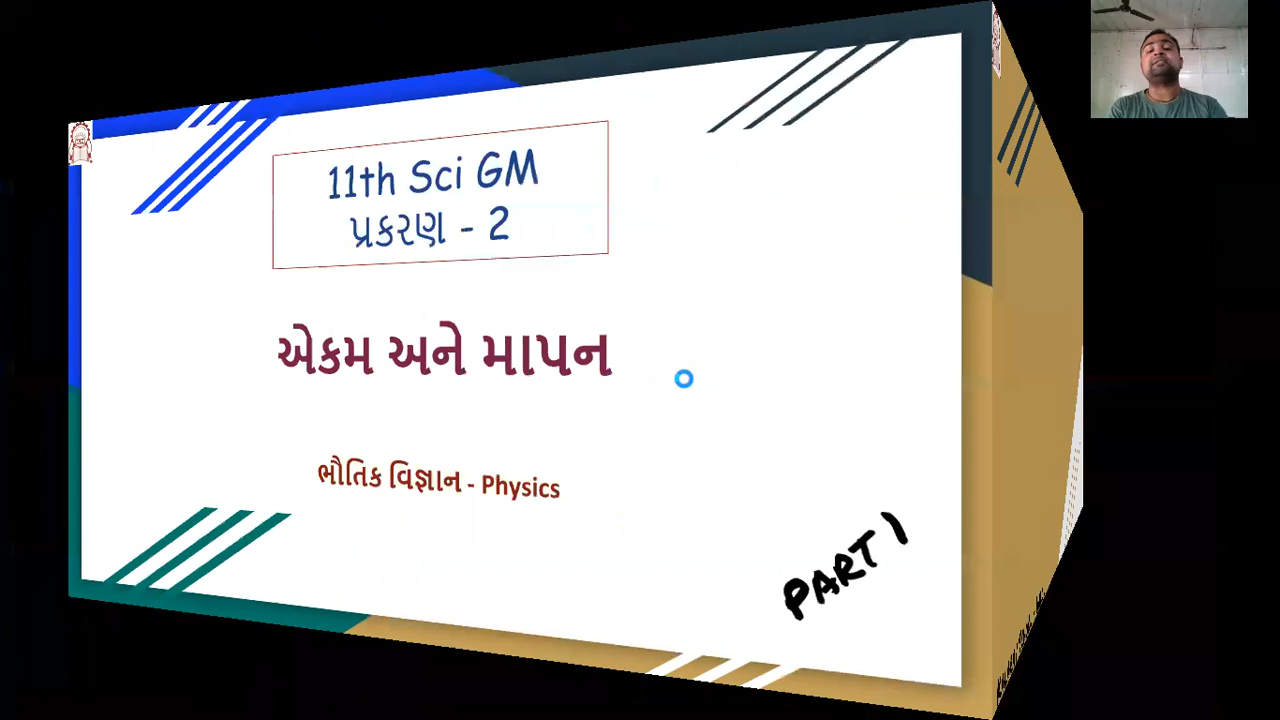 11th Sci GM
પ્રકરણ - 2
એકમ અને માપન
ભૌતિક વિજ્ઞાન - Physics
PART 1